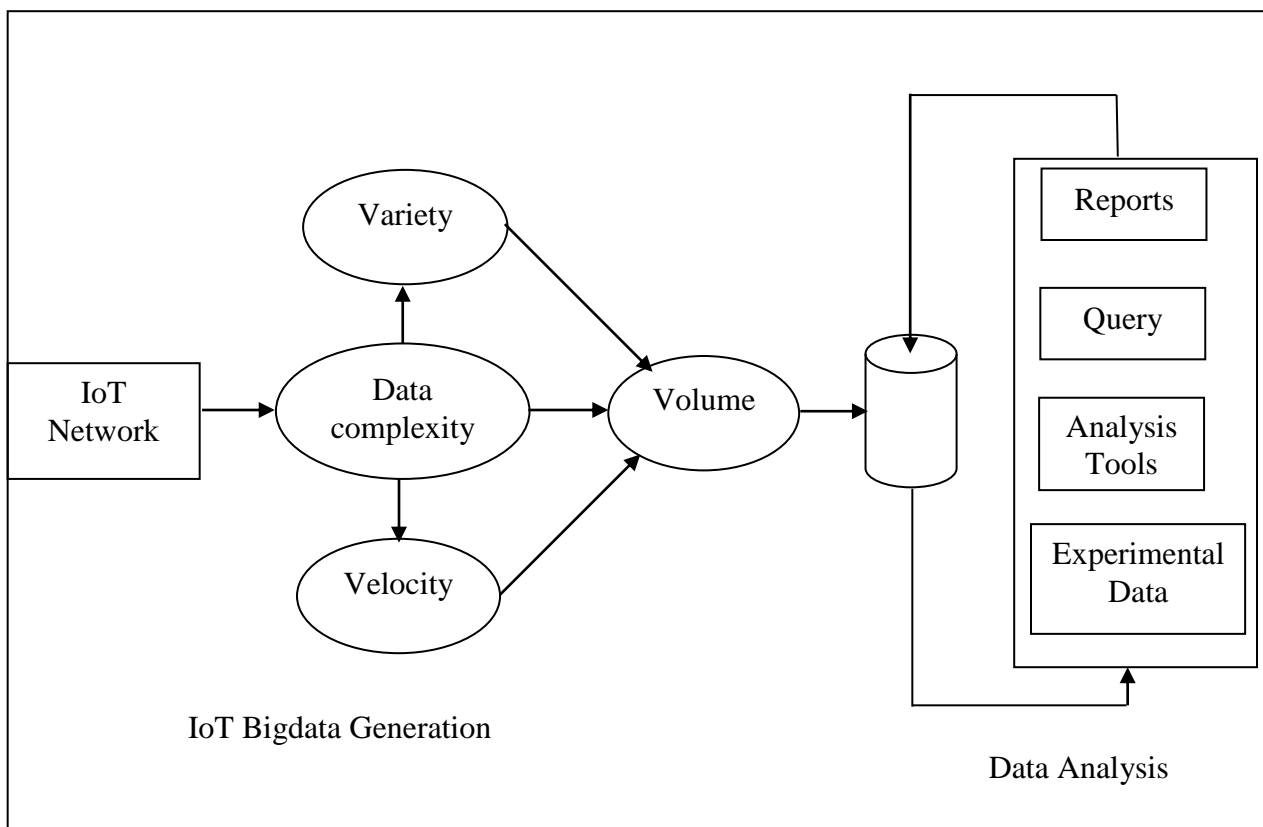 Variety
IoT
Network
Data
complexity
Volume
Velocity
IoT Bigdata Generation
Reports
Query
Analysis
Tools
Experimental
Data
Data Analysis